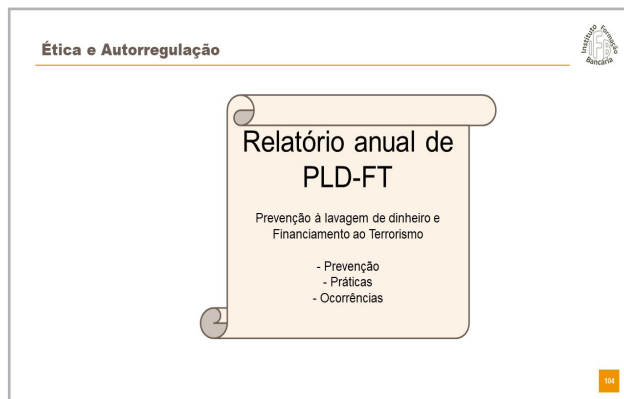 Ética e Autorregulação
Instituto Formação
Bancária
IFB
Relatório anual de
PLD-FT
Prevenção à lavagem de dinheiro e
Financiamento ao Terrorismo
- Prevenção
- Práticas
- Ocorrências
104